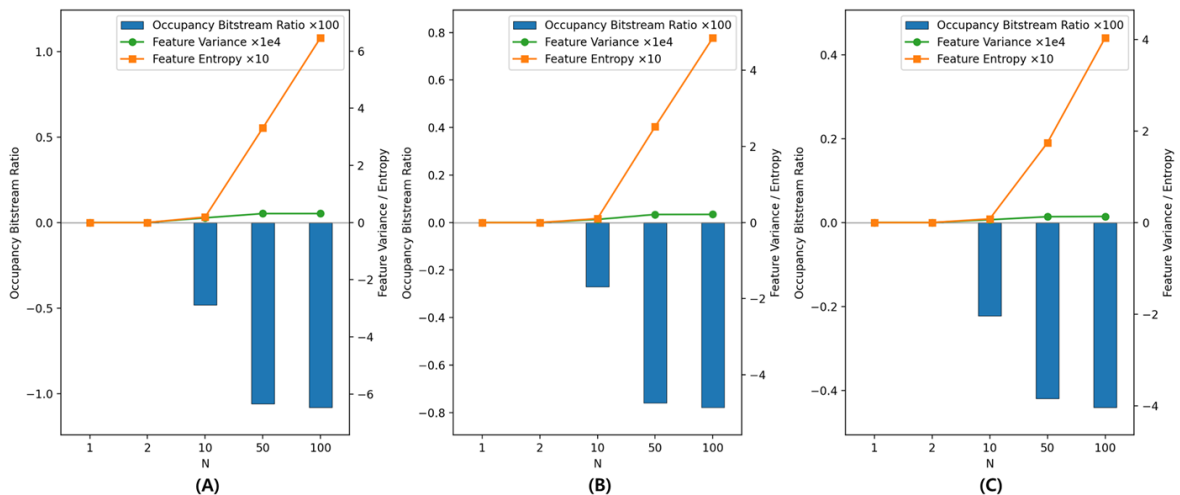 Occupancy Bitstream Ratio ×100
Feature Variance ×1e4
Feature Entropy ×10
Occupancy Bitstream Ratio
1.0
0.5
0.0
−0.5
−1.0
6
4
2
0
−2
−4
−6
Feature Variance / Entropy
1 2 10 50 100
N
(A)
Occupancy Bitstream Ratio ×100
Feature Variance ×1e4
Feature Entropy ×10
Occupancy Bitstream Ratio
0.8
0.6
0.4
0.2
0.0
−0.2
−0.4
−0.6
−0.8
4
2
0
−2
−4
Feature Variance / Entropy
1 2 10 50 100
N
(B)
Occupancy Bitstream Ratio ×100
Feature Variance ×1e4
Feature Entropy ×10
Occupancy Bitstream Ratio
0.4
0.2
0.0
−0.2
−0.4
4
2
0
−2
−4
Feature Variance / Entropy
1 2 10 50 100
N
(C)